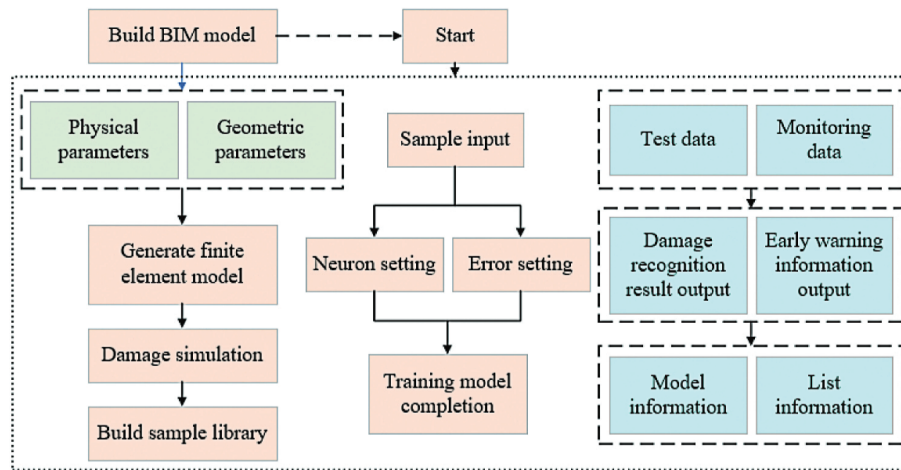 Build BIM model
Start
Physical
parameters
Geometric
parameters
Generate finite
element model
Damage simulation
Build sample library
Sample input
Neuron setting
Error setting
Training model
completion
Test data
Monitoring
data
Damage
recognition
result output
Early warning
information
output
Model
information
List
information